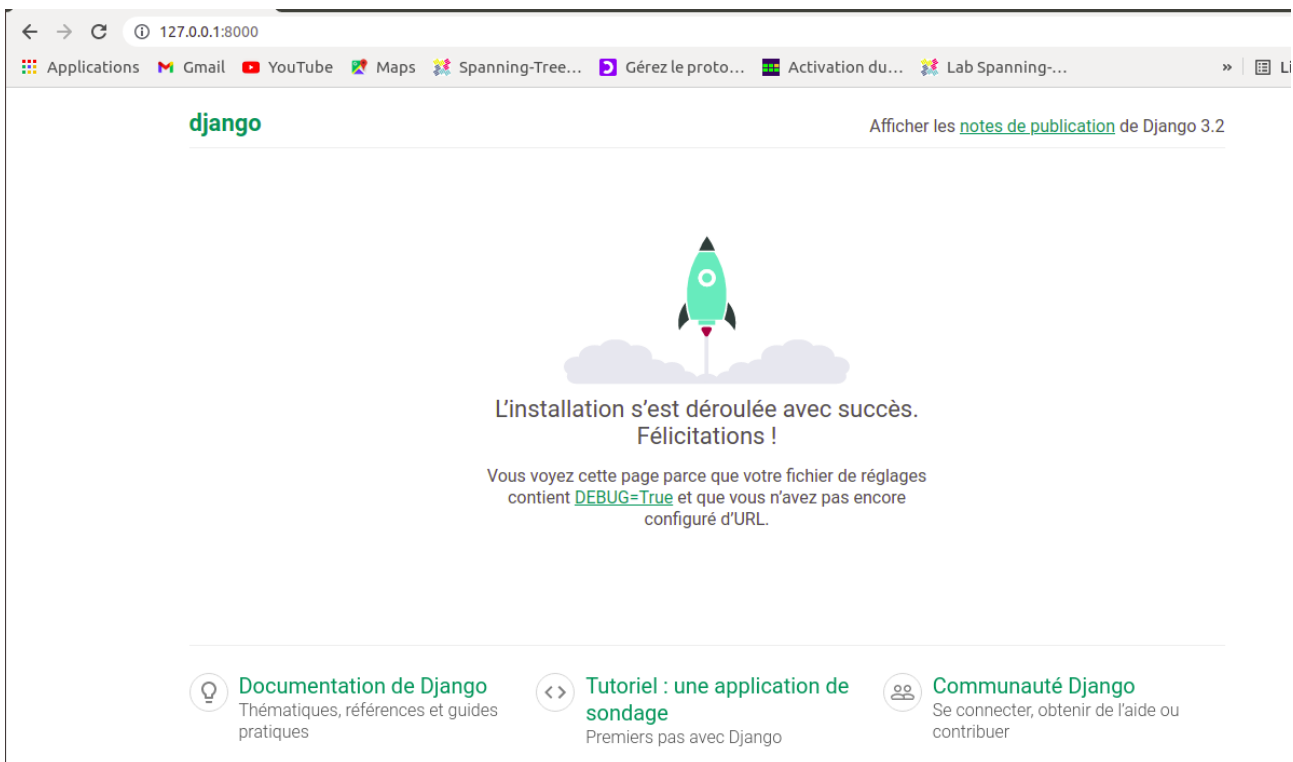 127.0.0.1:8000
Applications Gmail YouTube Maps Spanning-Tree... Gérez le proto... Activation du... Lab Spanning-... »
django
Afficher les notes de publication de Django 3.2
L’installation s’est déroulée avec succès.
Félicitations !
Vous voyez cette page parce que votre fichier de réglages
contient DEBUG=True et que vous n’avez pas encore
configuré d’URL.
Documentation de Django
Thématiques, références et guides
pratiques
Tutoriel : une application de
sondage
Premiers pas avec Django
Communauté Django
Se connecter, obtenir de l’aide ou
contribuer